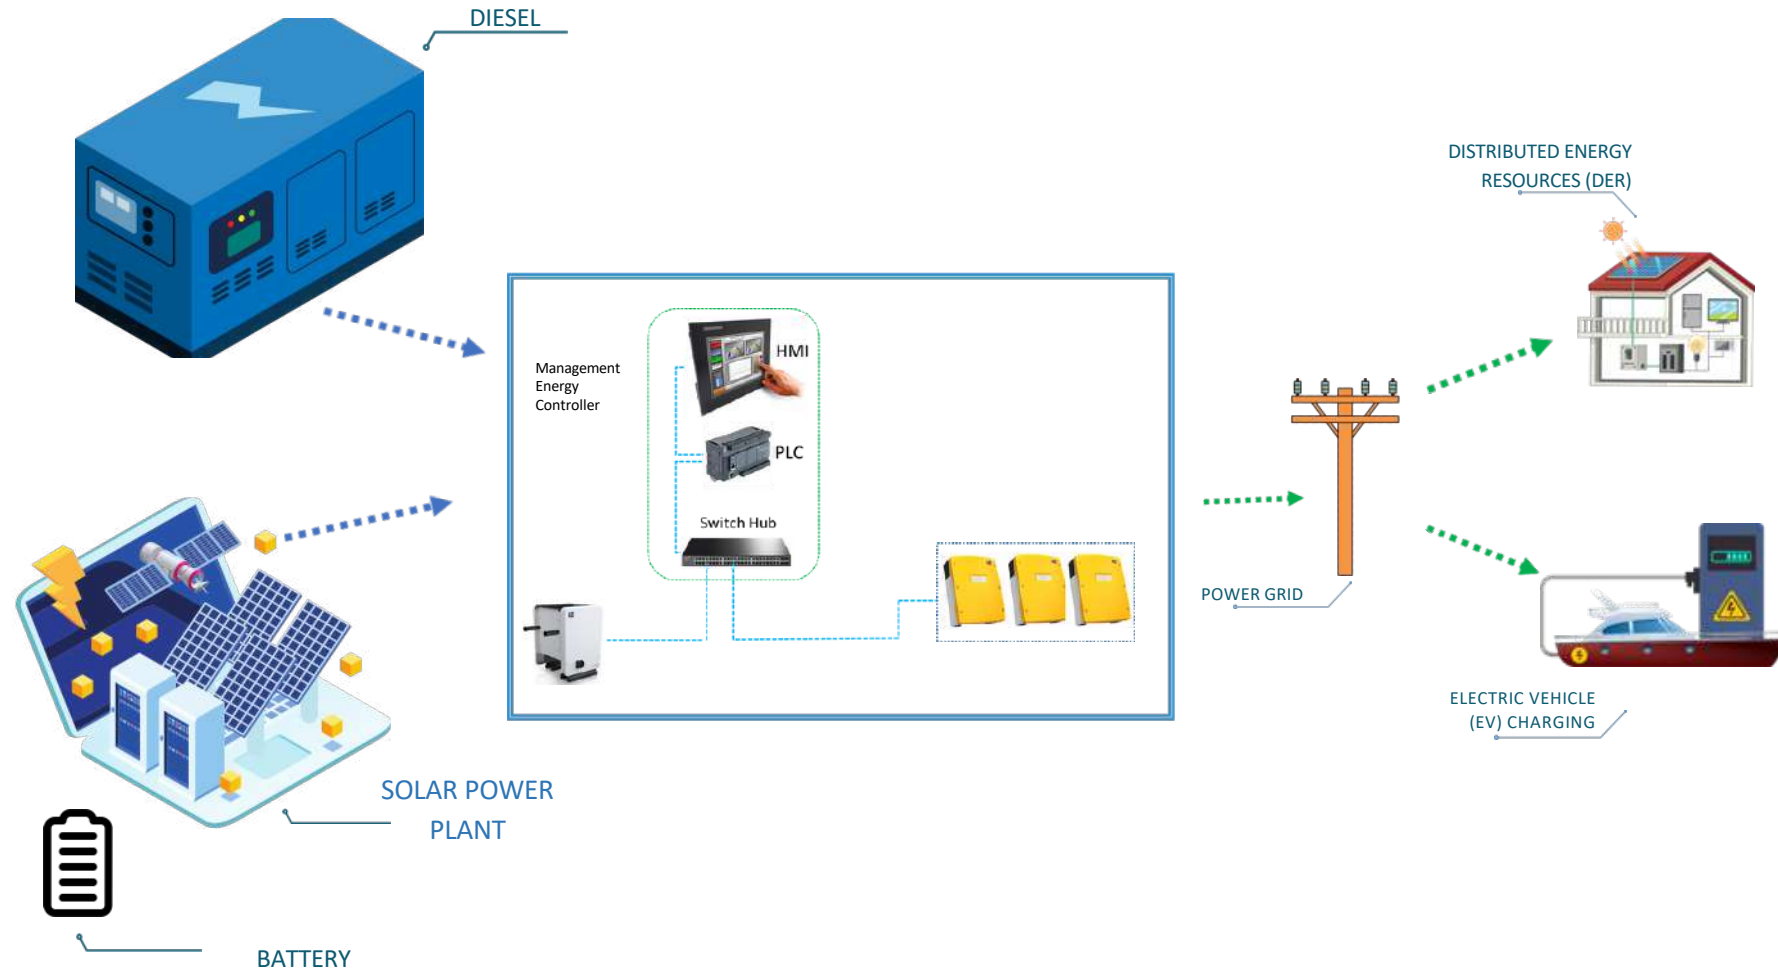 DIESEL
DISTRIBUTED ENERGY
RESOURCES (DER)
Management
Energy
Controller
HMI
PLC
Switch Hub
POWER GRID
ELECTRIC VEHICLE
(EV) CHARGING
SOLAR POWER
PLANT
BATTERY